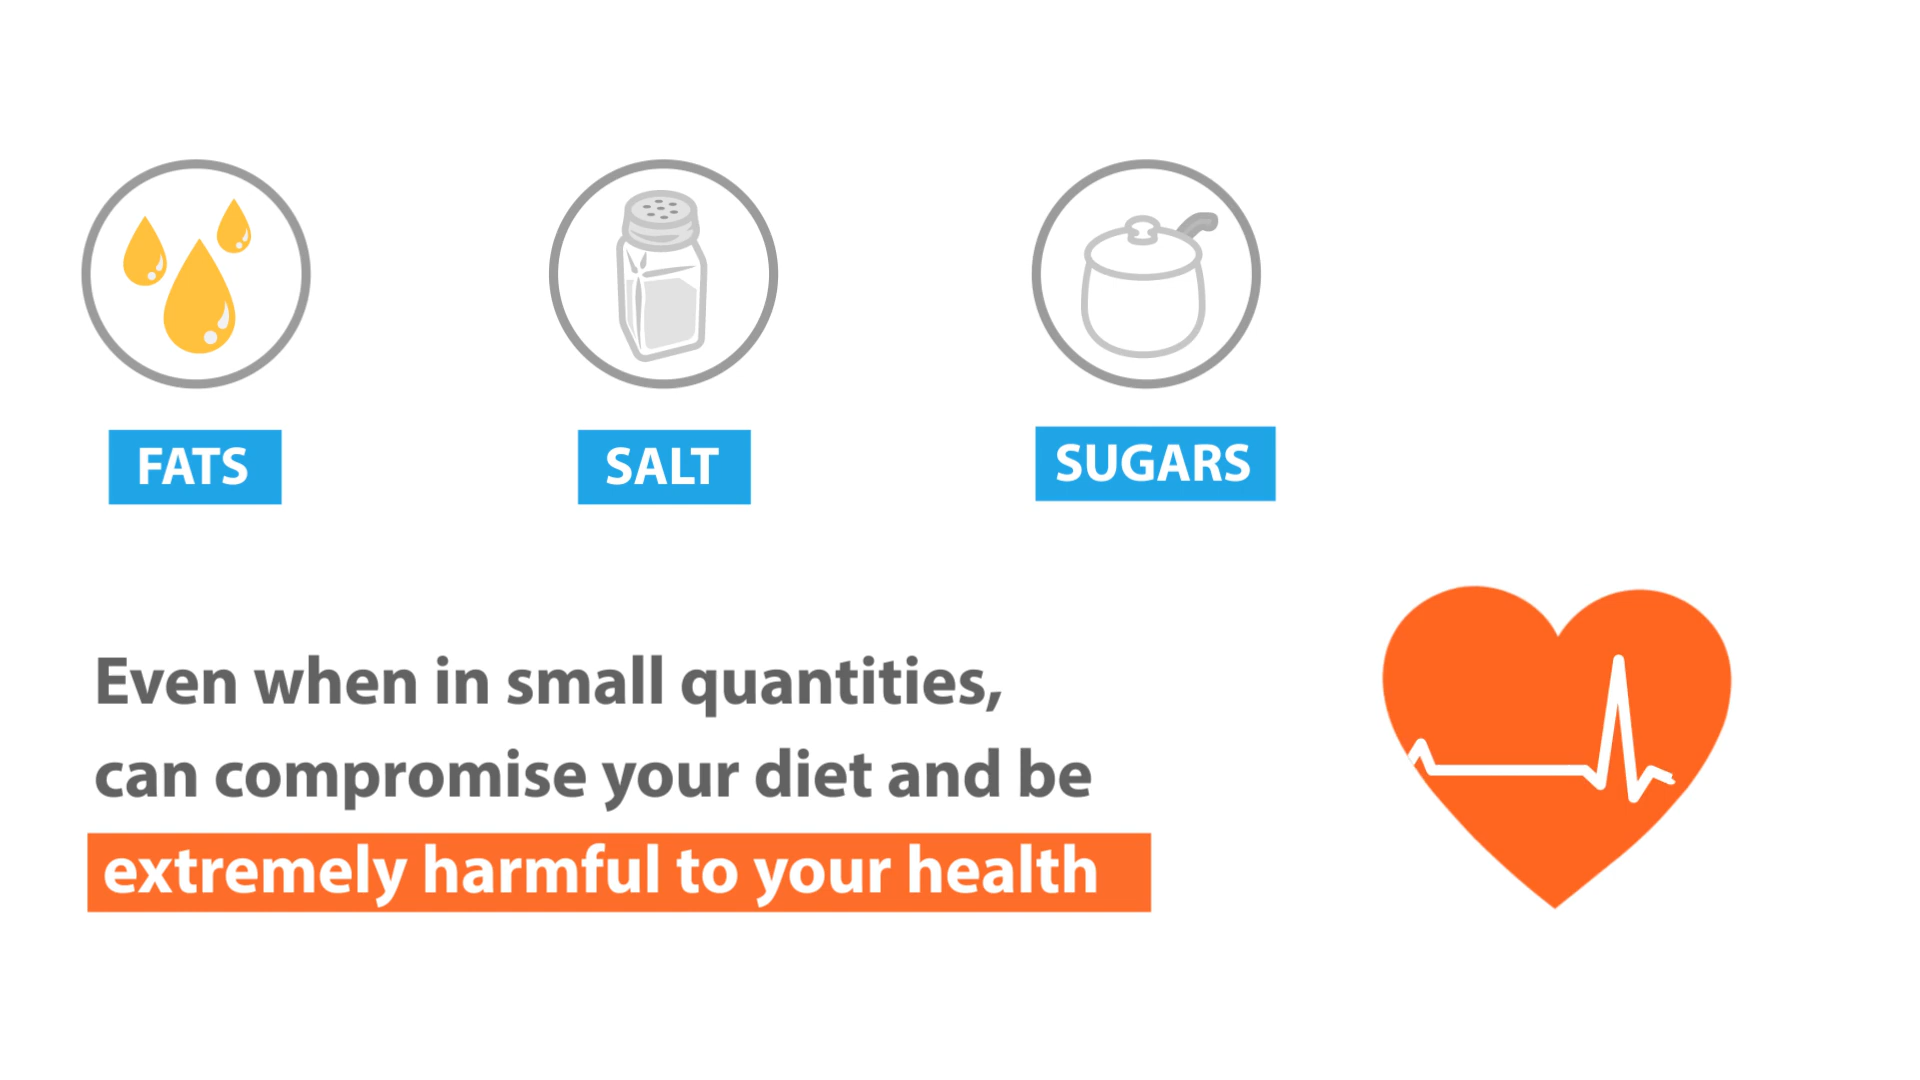 FATS
SALT
SUGARS
Even when in small quantities,
can compromise your diet and be
extremely harmful to your health